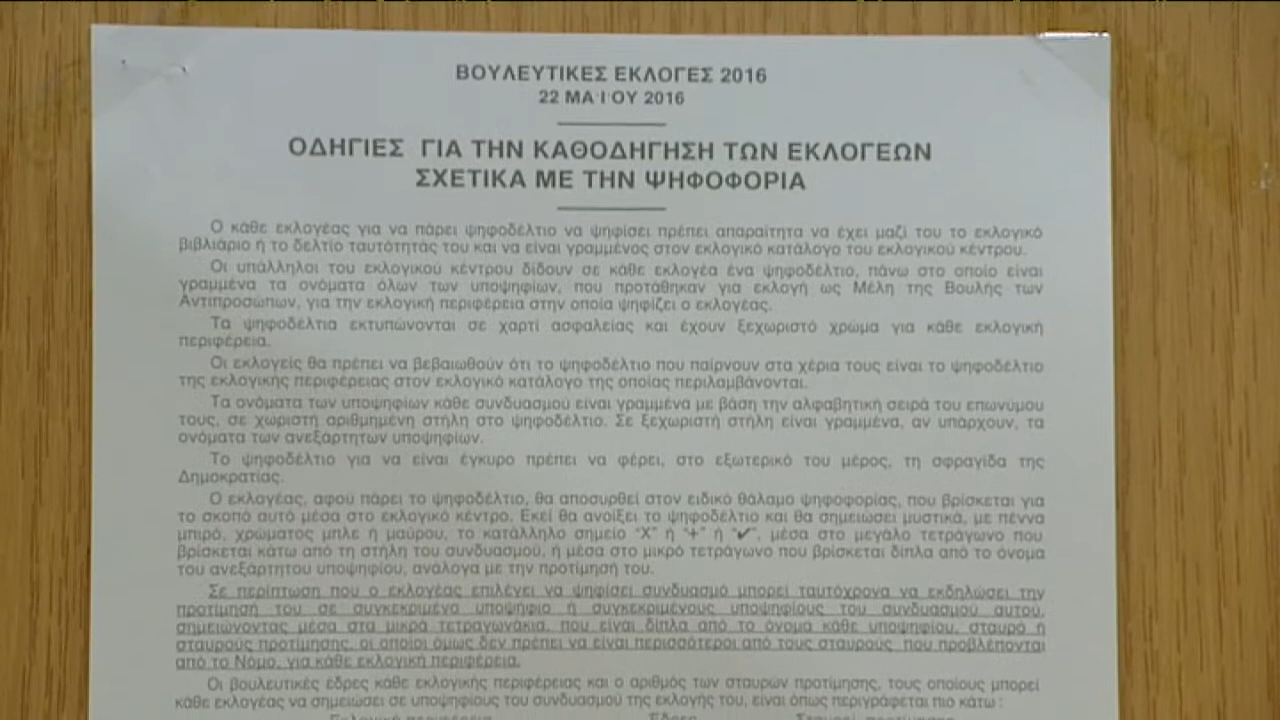 ΒΟΥΛΕΥΤΙΚΕΣ ΕΚΛΟΓΕΣ 2016
22 ΜΑΪΟΥ 2016
ΟΔΗΓΙΕΣ ΓΙΑ ΤΗΝ ΚΑΘΟΔΗΓΗΣΗ ΤΩΝ ΕΚΛΟΓΕΩΝ
ΣΧΕΤΙΚΑ ΜΕ ΤΗΝ ΨΗΦΟΦΟΡΙΑ
Ο κάθε εκλογέας για να πάρει ψηφοδέλτιο να ψηφίσει πρέπει απαραίτητα να έχει μαζί του το εκλογικό
βιβλιάριο ή το δελτίο ταυτότητάς του και να είναι γραμμένος στον εκλογικό κατάλογο του εκλογικού κέντρου.
Οι υπάλληλοι του εκλογικού κέντρου δίδουν σε κάθε εκλογέα ένα ψηφοδέλτιο, πάνω στο οποίο είναι
γραμμένα τα ονόματα όλων των υποψηφίων, που προτάθηκαν για εκλογή ως Μέλη της Βουλής των
Αντιπροσώπων, για την εκλογική περιφέρεια στην οποία ψηφίζει ο εκλογέας.
Τα ψηφοδέλτια εκτυπώνονται σε χαρτί ασφαλείας και έχουν ξεχωριστό χρώμα για κάθε εκλογική
περιφέρεια.
Οι εκλογείς θα πρέπει να βεβαιωθούν ότι το ψηφοδέλτιο που παίρνουν στα χέρια τους είναι το ψηφοδέλτιο
της εκλογικής περιφέρειας στον εκλογικό κατάλογο της οποίας περιλαμβάνονται.
Τα ονόματα των υποψηφίων κάθε συνδυασμού είναι γραμμένα με βάση την αλφαβητική σειρά του επωνύμου
τους, σε χωριστή αριθμημένη στήλη στο ψηφοδέλτιο. Σε ξεχωριστή στήλη είναι γραμμένα, αν υπάρχουν, τα
ονόματα των ανεξάρτητων υποψηφίων.
Το ψηφοδέλτιο για να είναι έγκυρο πρέπει να φέρει, στο εξωτερικό του μέρος, τη σφραγίδα της
Δημοκρατίας.
Ο εκλογέας, αφού πάρει το ψηφοδέλτιο, θα αποσυρθεί στον ειδικό θάλαμο ψηφοφορίας, που βρίσκεται για
το σκοπό αυτό μέσα στο εκλογικό κέντρο. Εκεί θα ανοίξει το ψηφοδέλτιο και θα σημειώσει μυστικά, με πέννα
μπιρό, χρώματος μπλε ή μαύρου, το κατάλληλο σημείο "Χ" ή "+" ή "✔", μέσα στο μεγάλο τετράγωνο που
βρίσκεται κάτω από τη στήλη του συνδυασμού, ή μέσα στο μικρό τετράγωνο που βρίσκεται δίπλα από το όνομα
του ανεξάρτητου υποψηφίου, ανάλογα με την προτίμησή του.
Σε περίπτωση που ο εκλογέας επιλέγει να ψηφίσει συνδυασμό μπορεί ταυτόχρονα να εκδηλώσει την
προτίμησή του σε συγκεκριμένο υποψήφιο ή συγκεκριμένους υποψηφίους του συνδυασμού αυτού,
σημειώνοντας μέσα στα μικρά τετραγωνάκια, που είναι δίπλα από το όνομα κάθε υποψηφίου, σταυρό ή
σταυρούς προτίμησης, οι οποίοι όμως δεν πρέπει να είναι περισσότεροι από τους σταυρούς που προβλέπονται
από το Νόμο, για κάθε εκλογική περιφέρεια.
Οι βουλευτικές έδρες κάθε εκλογικής περιφέρειας και ο αριθμός των σταυρών προτίμησης, τους οποίους μπορεί
κάθε εκλογέας να σημειώσει σε υποψηφίους του συνδυασμού της εκλογής του, είναι όπως περιγράφεται πιο κάτω :